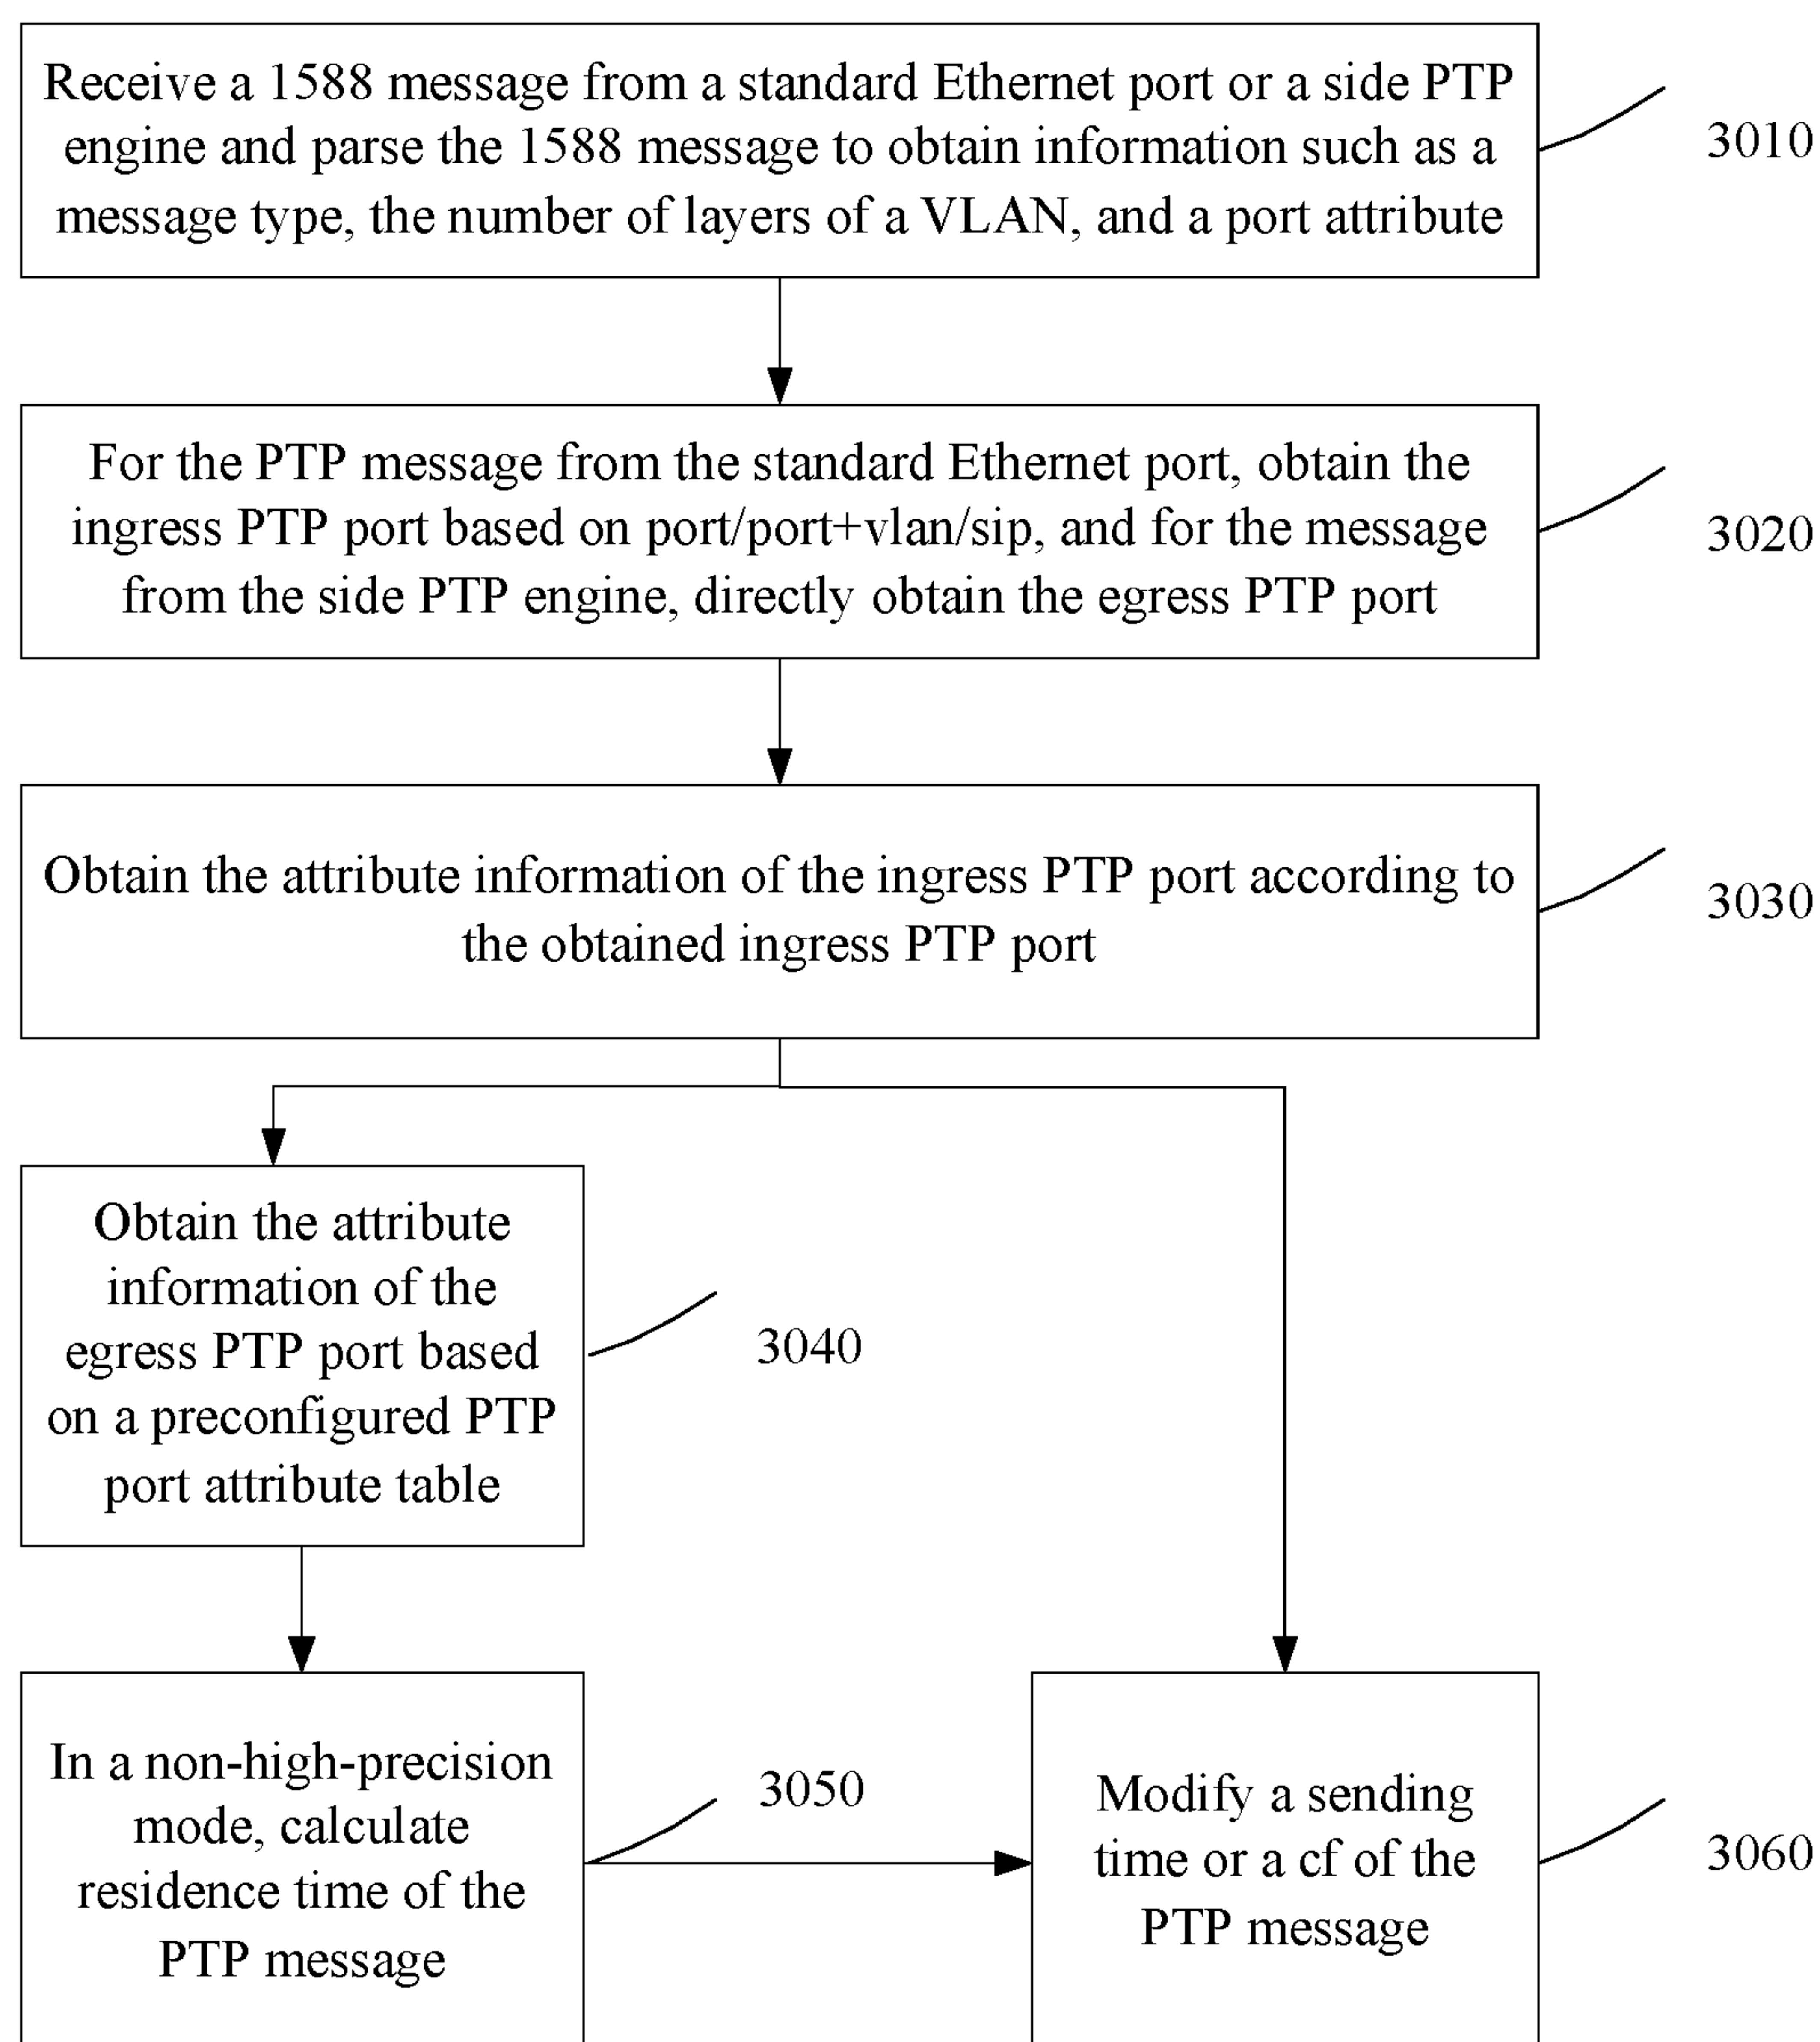 Receive a 1588 message from a standard Ethernet port or a side PTP
engine and parse the 1588 message to obtain information such as a
message type, the number of layers of a VLAN, and a port attribute
3010
For the PTP message from the standard Ethernet port, obtain the
ingress PTP port based on port/port+vlan/sip, and for the message
from the side PTP engine, directly obtain the egress PTP port
3020
Obtain the attribute information of the ingress PTP port according to
the obtained ingress PTP port
3030
Obtain the attribute
information of the
egress PTP port based
on a preconfigured PTP
port attribute table
3040
In a non-high-precision
mode, calculate
residence time of the
PTP message
3050
Modify a sending
time or a cf of the
PTP message
3060